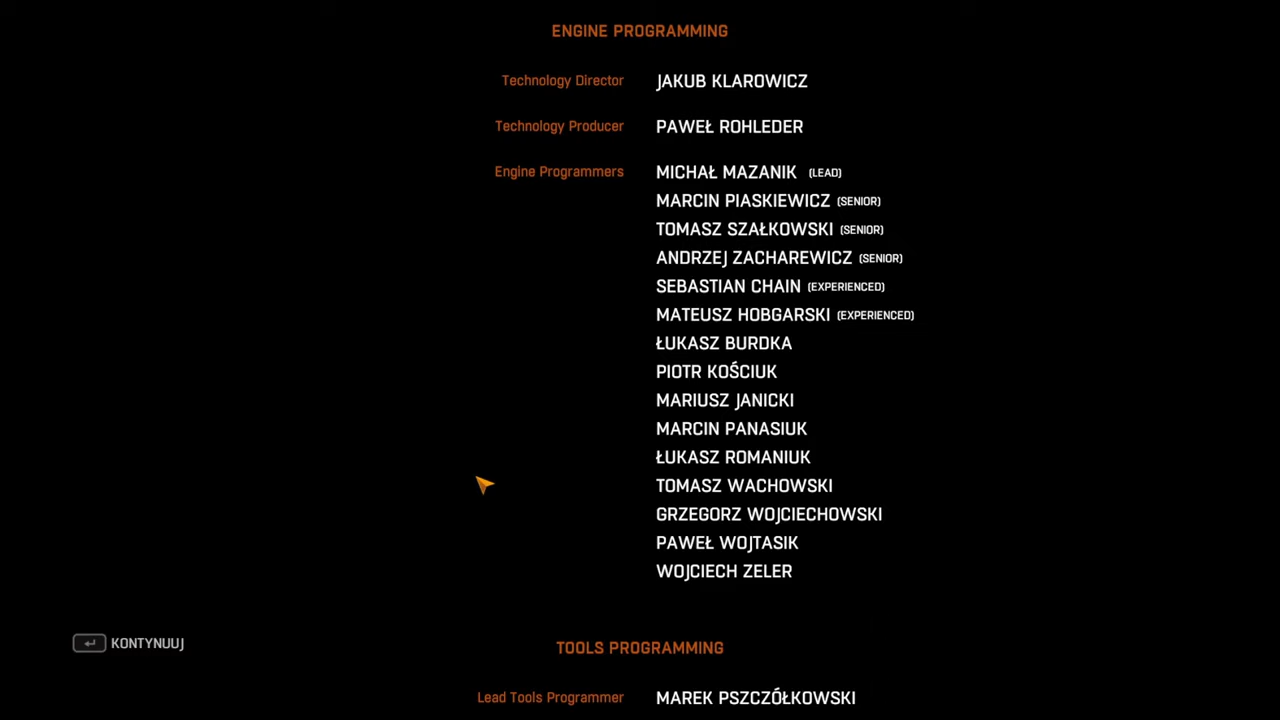 ENGINE PROGRAMMING
Technology Director JAKUB KLAROWICZ
Technology Producer PAWEŁ ROHLEDER
Engine Programmers MICHAŁ MAZANIK (LEAD)
MARCIN PIASKIEWICZ (SENIOR)
TOMASZ SZAŁKOWSKI (SENIOR)
ANDRZEJ ZACHAREWICZ (SENIOR)
SEBASTIAN CHAIN (EXPERIENCED)
MATEUSZ HOBGARSKI (EXPERIENCED)
ŁUKASZ BURDKA
PIOTR KOŚCIUK
MARIUSZ JANICKI
MARCIN PANASIUK
ŁUKASZ ROMANIUK
TOMASZ WACHOWSKI
GRZEGORZ WOJCIECHOWSKI
PAWEŁ WOJTASIK
WOJCIECH ZELER
KONTYNUUJ
TOOLS PROGRAMMING
Lead Tools Programmer MAREK PSZCZÓŁKOWSKI